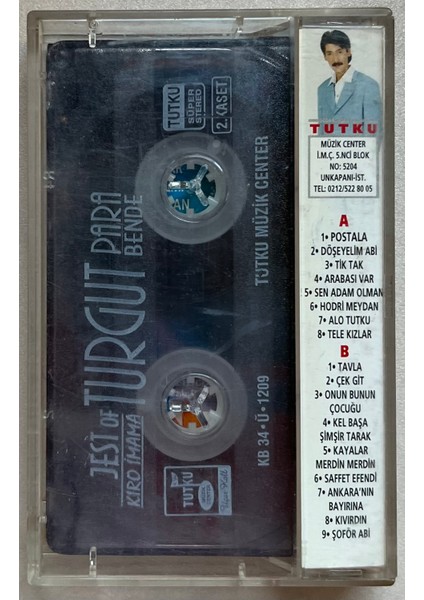 TUTKU
SÜPER
STEREO
2. KASET
JEST OF
KIRO İMAMA
TURGUT
PARA
BENDE
TUTKU MÜZİK CENTER
KB 34•Ü•1209
TUTKU
TUTKU
MÜZİK CENTER
İ.M.Ç. 5.NCİ BLOK
NO: 5204
UNKAPANI-İST.
TEL: 0212/522 80 05
A
1• POSTALA
2• DÖŞEYELİM ABİ
3• TİK TAK
4• ARABASI VAR
5• SEN ADAM OLMAN
6• HODRİ MEYDAN
7• ALO TUTKU
8• TELE KIZLAR
B
1• TAVLA
2• ÇEK GİT
3• ONUN BUNUN
ÇOCUĞU
4• KEL BAŞA
ŞİMŞİR TARAK
5• KAYALAR
MERDİN MERDİN
6• SAFFET EFENDİ
7• ANKARA'NIN
BAYIRINA
8• KIVIRDIN
9• ŞOFÖR ABİ